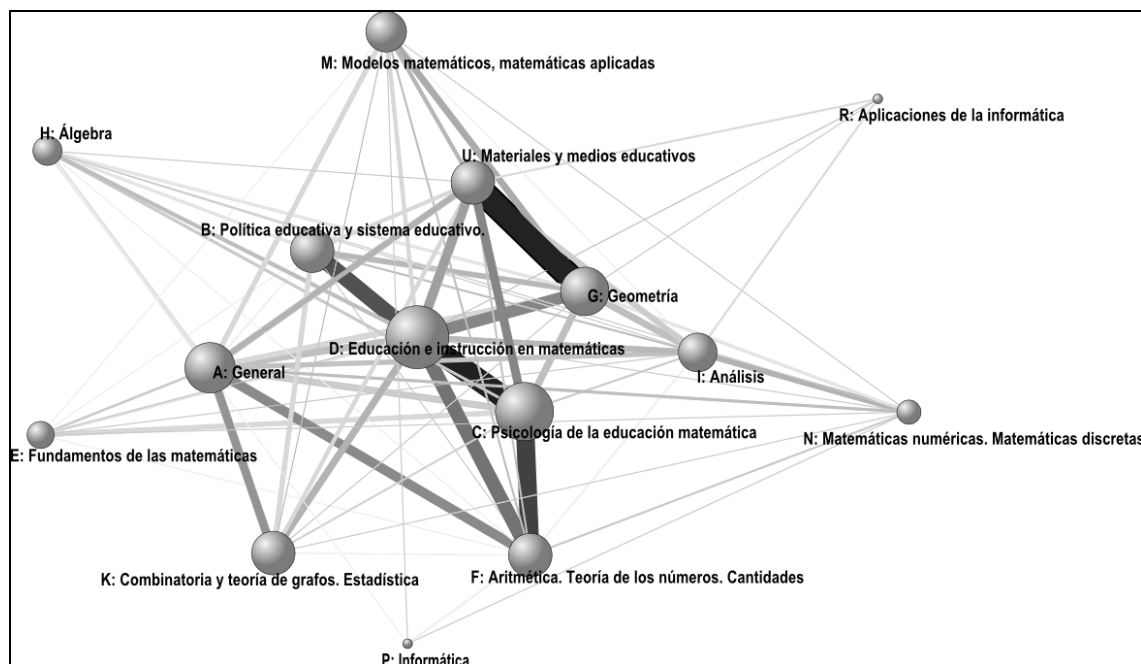 M: Modelos matemáticos, matemáticas aplicadas
R: Aplicaciones de la informática
H: Álgebra
U: Materiales y medios educativos
B: Política educativa y sistema educativo.
G: Geometría
D: Educación e instrucción en matemáticas
A: General
I: Análisis
C: Psicología de la educación matemática
N: Matemáticas numéricas. Matemáticas discretas
E: Fundamentos de las matemáticas
K: Combinatoria y teoría de grafos. Estadística
F: Aritmética. Teoría de los números. Cantidades
P: Informática